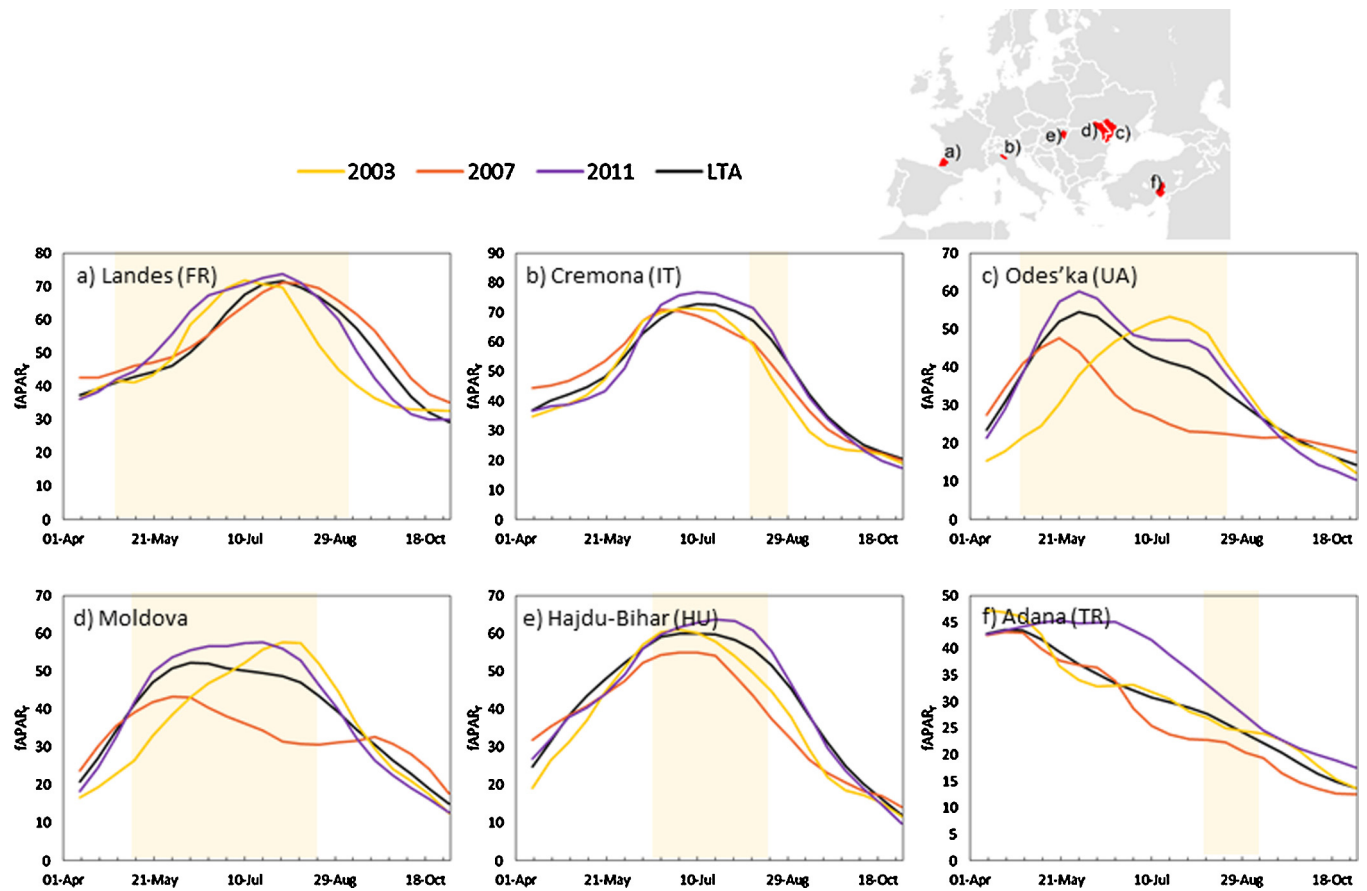 d)
c)
e)
b)
a)
f)
2003 2007 2011 LTA
a) Landes (FR)
fAPARr
80
70
60
50
40
30
20
10
0
01-Apr 21-May 10-Jul 29-Aug 18-Oct
b) Cremona (IT)
fAPARr
90
80
70
60
50
40
30
20
10
0
01-Apr 21-May 10-Jul 29-Aug 18-Oct
c) Odes’ka (UA)
fAPARr
70
60
50
40
30
20
10
0
01-Apr 21-May 10-Jul 29-Aug 18-Oct
d) Moldova
fAPARr
70
60
50
40
30
20
10
0
01-Apr 21-May 10-Jul 29-Aug 18-Oct
e) Hajdu-Bihar (HU)
fAPARr
70
60
50
40
30
20
10
0
01-Apr 21-May 10-Jul 29-Aug 18-Oct
f) Adana (TR)
fAPARr
50
45
40
35
30
25
20
15
10
5
0
01-Apr 21-May 10-Jul 29-Aug 18-Oct